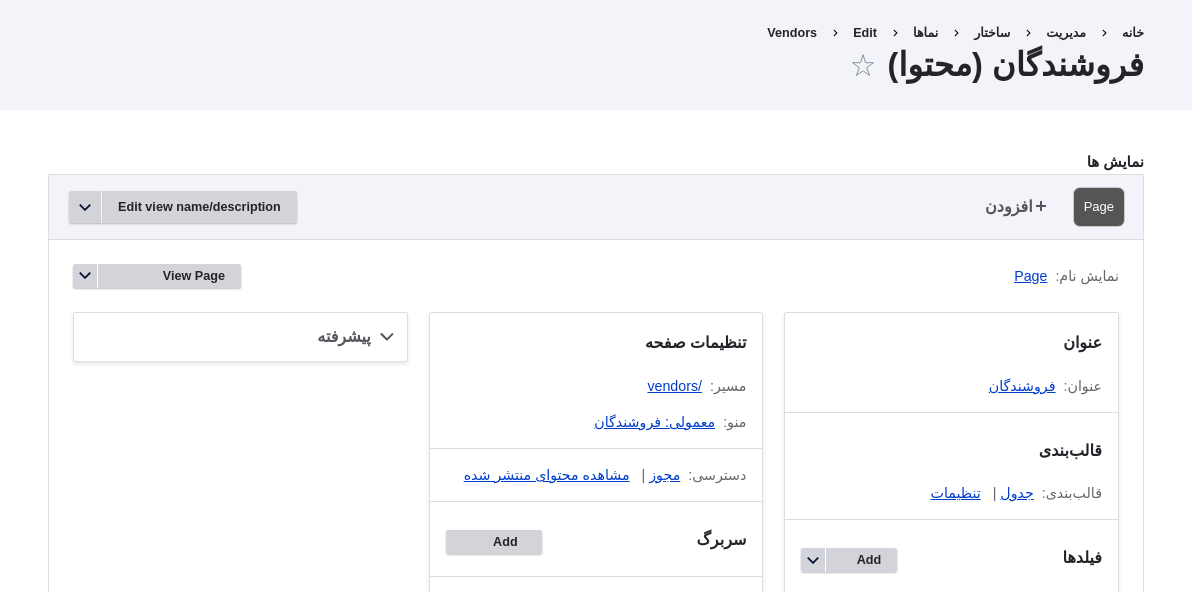 خانه › مدیریت › ساختار › نماها › Edit › Vendors
فروشندگان (محتوا) ☆
نمایش ها
Page
+ افزودن
Edit view name/description
نمایش نام: Page
View Page
عنوان
عنوان: فروشندگان
قالب‌بندی
قالب‌بندی: جدول | تنظیمات
فیلدها
Add
تنظیمات صفحه
مسیر: /vendors
منو: معمولی: فروشندگان
دسترسی: مجوز | مشاهده محتوای منتشر شده
سربرگ
Add
پیشرفته